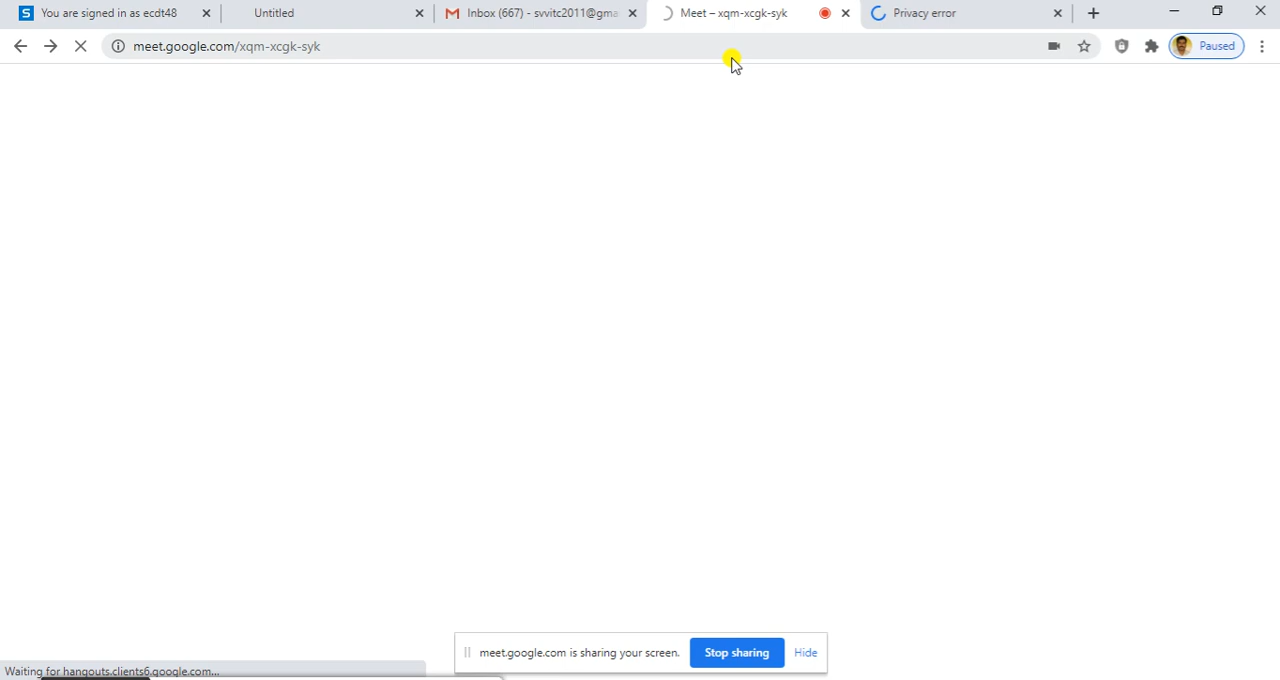 S You are signed in as ecdt48
Untitled
Inbox (667) - svvitc2011@gma
Meet – xqm-xcgk-syk
Privacy error
meet.google.com/xqm-xcgk-syk
Paused
meet.google.com is sharing your screen.
Stop sharing
Hide
Waiting for hangouts.clients6.google.com...